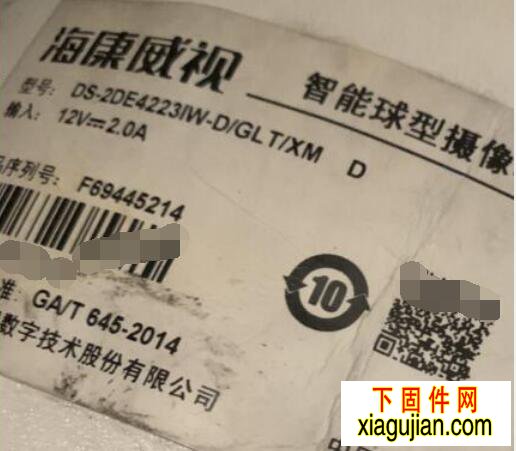 海康威视
智能球型摄像
型号: DS-2DE4223IW-D/GLT/XM D
输入: 12V⎓2.0A
品序列号: F69445214
准 GA/T 645-2014
数字技术股份有限公司
10
下固件网
xiagujian.com